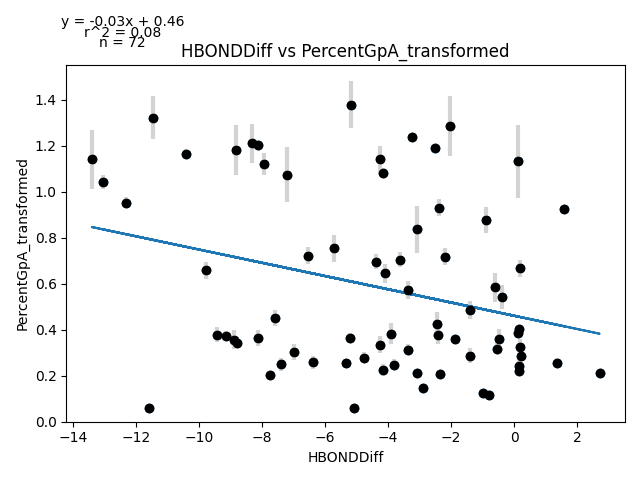 y = -0.03x + 0.46
r^2 = 0.08
n = 72
HBONDDiff vs PercentGpA_transformed
PercentGpA_transformed
1.4
1.2
1.0
0.8
0.6
0.4
0.2
0.0
−14
−12
−10
−8
−6
−4
−2
0
2
HBONDDiff